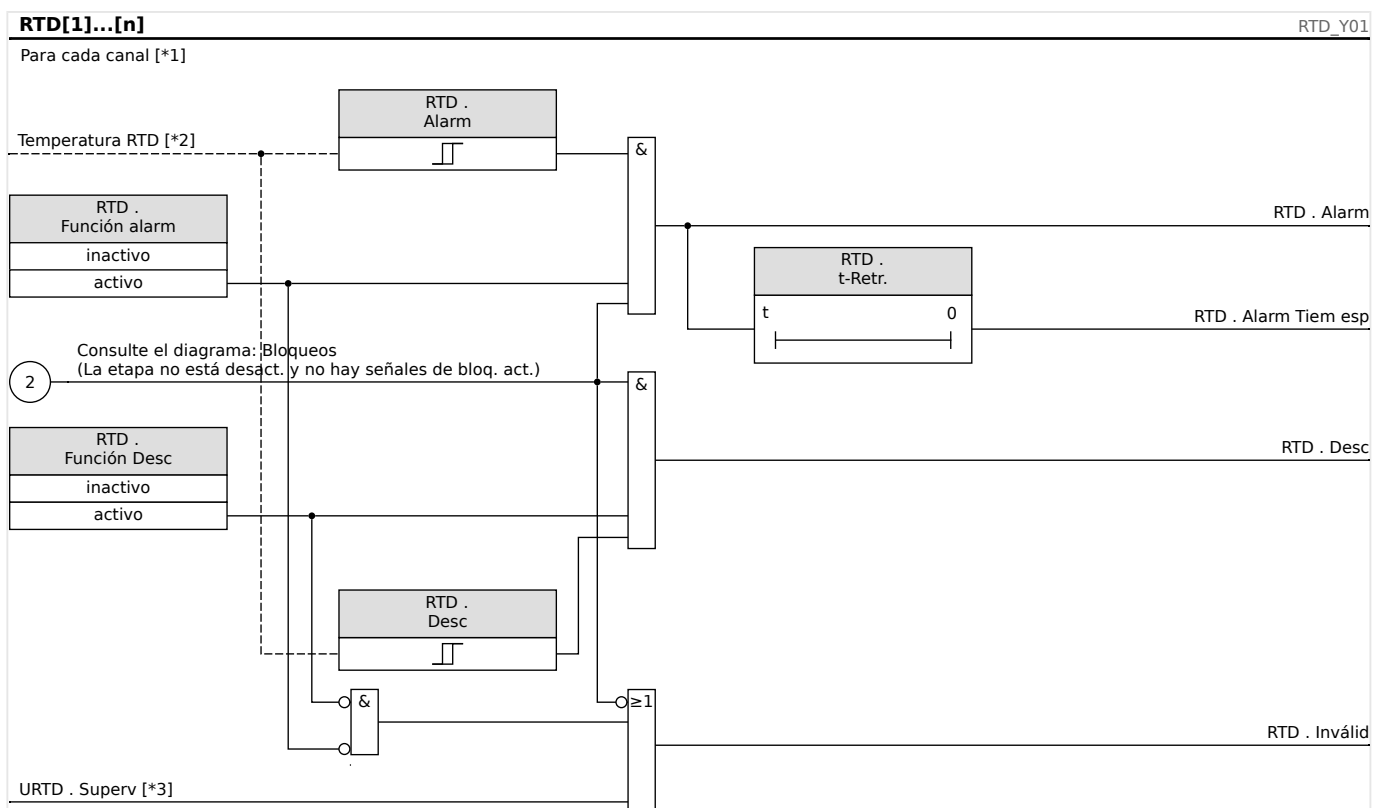 RTD[1]...[n]
RTD_Y01
Para cada canal [*1]
RTD .
Alarm
Temperatura RTD [*2]
&
RTD .
Función alarm
inactivo
activo
RTD . Alarm
RTD .
t-Retr.
t 0
RTD . Alarm Tiem esp
Consulte el diagrama: Bloqueos
(La etapa no está desact. y no hay señales de bloq. act.)
2
&
RTD .
Función Desc
inactivo
activo
RTD . Desc
RTD .
Desc
&
≥1
RTD . Inválid
URTD . Superv [*3]